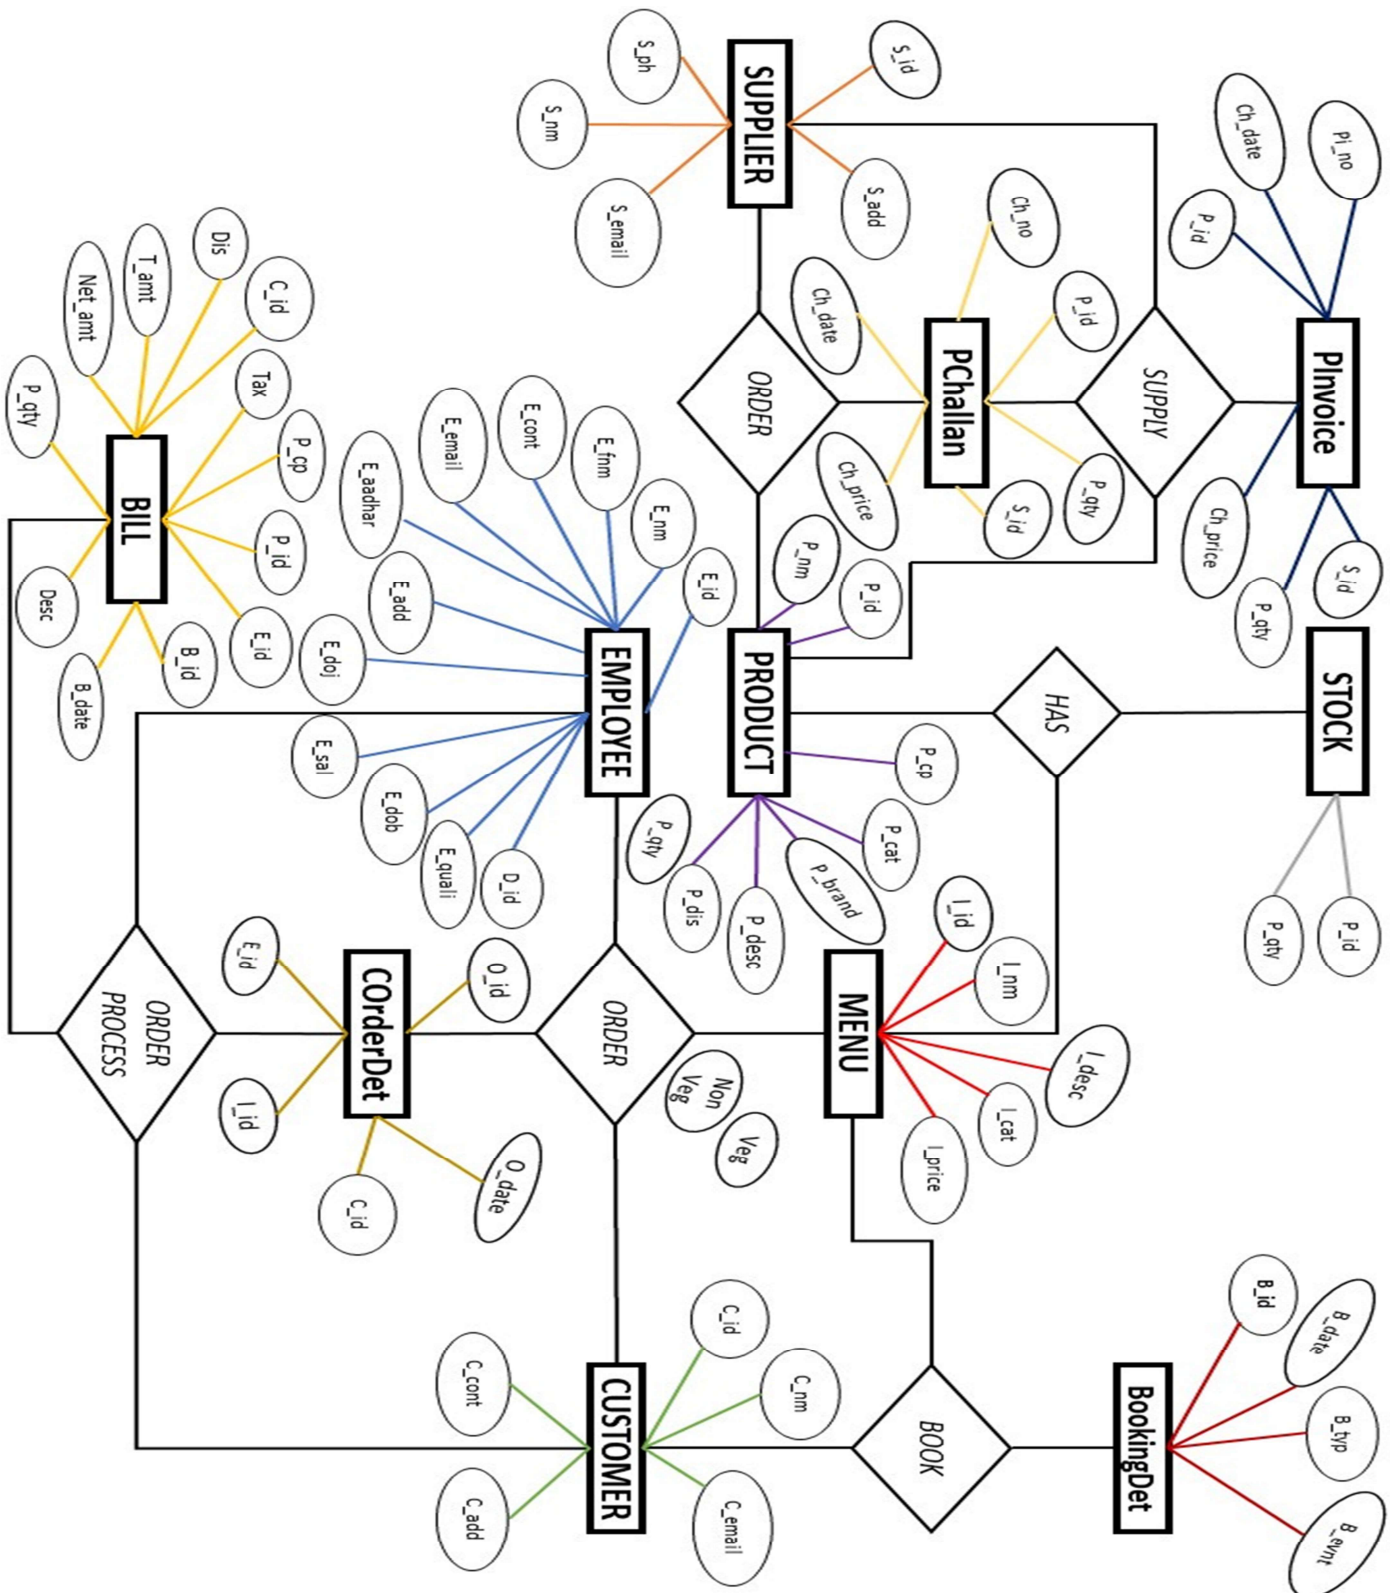 PInvoice
Pi_no
Ch_date
P_id
Ch_price
P_qty
S_id
STOCK
P_id
P_qty
BookingDet
B_id
B_date
B_typ
B_evnt
SUPPLY
HAS
BOOK
PChallan
Ch_no
P_id
Ch_date
Ch_price
S_id
P_qty
SUPPLIER
S_id
S_add
S_ph
S_nm
S_email
ORDER
PRODUCT
P_nm
P_id
P_cp
P_cat
P_brand
P_desc
P_dis
P_qty
MENU
I_id
I_nm
I_desc
I_cat
I_price
Non
Veg
Veg
EMPLOYEE
E_id
E_nm
E_fnm
E_cont
E_email
E_aadhar
E_add
E_doj
E_sal
E_dob
E_quali
D_id
ORDER
CUSTOMER
C_id
C_nm
C_email
C_cont
C_add
COrderDet
O_id
E_id
I_id
C_id
O_date
ORDER
PROCESS
BILL
C_id
Dis
T_amt
Net_amt
P_qty
Tax
P_cp
P_id
E_id
B_id
B_date
Desc